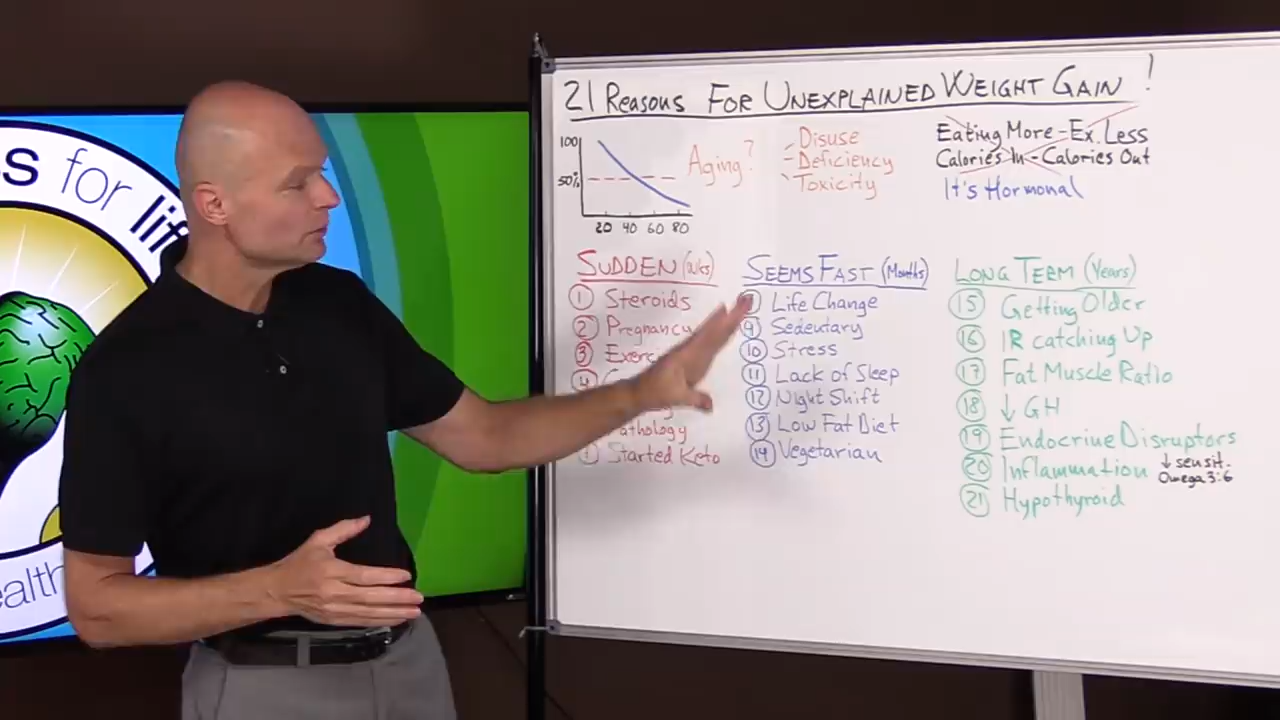 21 Reasons For Unexplained Weight Gain!
100
50%
20 40 60 80
Aging?
- Disuse
- Deficiency
- Toxicity
Eating More - Ex. Less
Calories In - Calories Out
It's Hormonal
Sudden (Wks)
1 Steroids
2 Pregnancy
3 Exerc
4
Pathology
Started Keto
Seems Fast (Months)
Life Change
9 Sedentary
10 Stress
11 Lack of Sleep
12 Night Shift
13 Low Fat Diet
14 Vegetarian
Long Term (Years)
15 Getting Older
16 IR catching Up
17 Fat Muscle Ratio
18 ↓ GH
19 Endocrine Disruptors
20 Inflammation ↓ sensit.
Omega 3:6
21 Hypothyroid
s for life
ealth